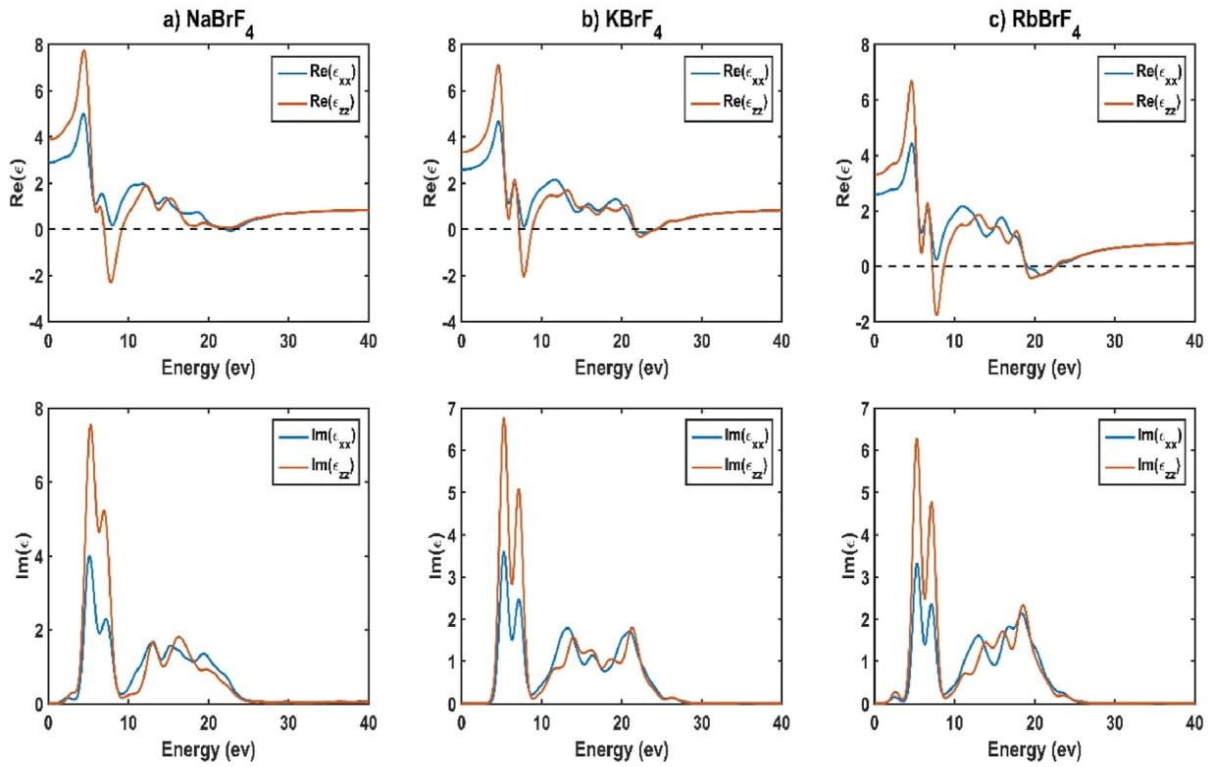 a) NaBrF4
8
6
4
2
0
-2
-4
Re(ϵ)
Re(ϵxx)
Re(ϵzz)
0 10 20 30 40
Energy (ev)
b) KBrF4
8
6
4
2
0
-2
-4
Re(ϵ)
Re(ϵxx)
Re(ϵzz)
0 10 20 30 40
Energy (ev)
c) RbBrF4
8
6
4
2
0
-2
Re(ϵ)
Re(ϵxx)
Re(ϵzz)
0 10 20 30 40
Energy (ev)
8
6
4
2
0
Im(ϵ)
Im(ϵxx)
Im(ϵzz)
0 10 20 30 40
Energy (ev)
7
6
5
4
3
2
1
0
Im(ϵ)
Im(ϵxx)
Im(ϵzz)
0 10 20 30 40
Energy (ev)
7
6
5
4
3
2
1
0
Im(ϵ)
Im(ϵxx)
Im(ϵzz)
0 10 20 30 40
Energy (ev)